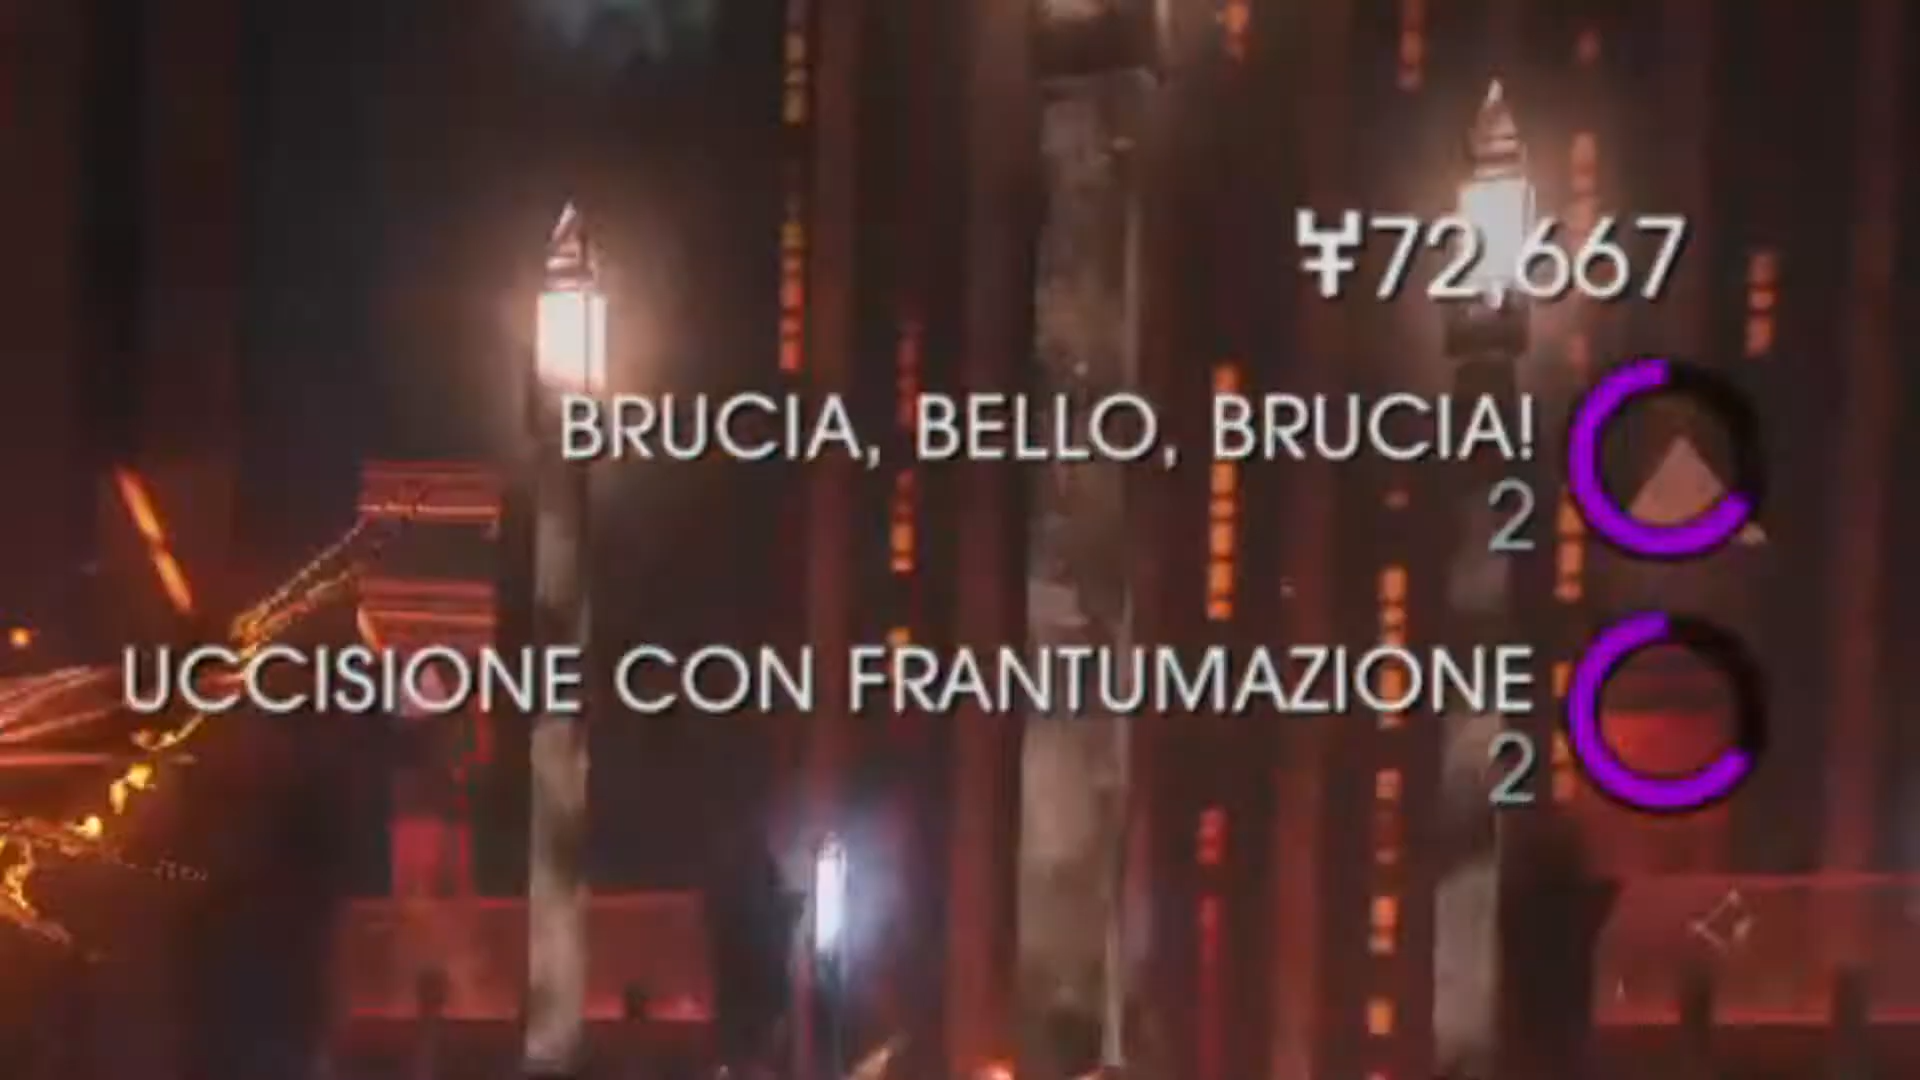 ¥72,667
BRUCIA, BELLO, BRUCIA!
2
UCCISIONE CON FRANTUMAZIONE
2